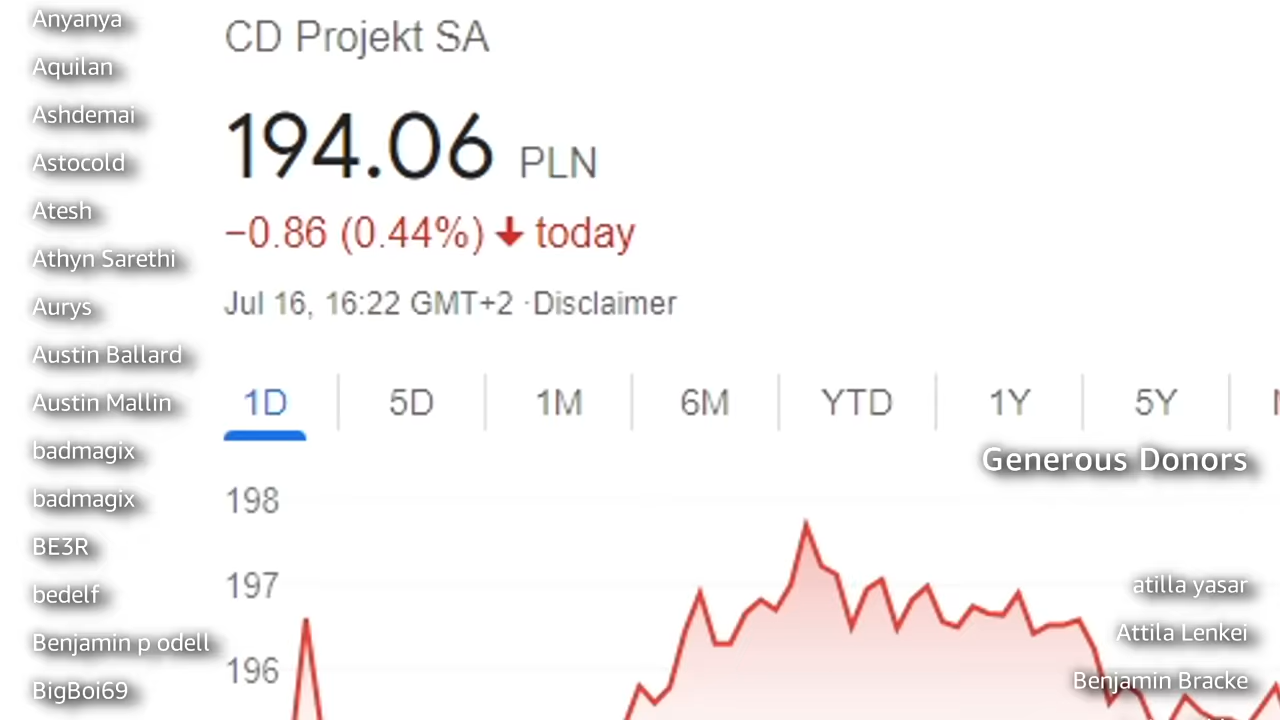 Anyanya
Aquilan
Ashdemai
Astocold
Atesh
Athyn Sarethi
Aurys
Austin Ballard
Austin Mallin
badmagix
badmagix
BE3R
bedelf
Benjamin p odell
BigBoi69
CD Projekt SA
194.06 PLN
−0.86 (0.44%) ↓ today
Jul 16, 16:22 GMT+2 · Disclaimer
1D 5D 1M 6M YTD 1Y 5Y
198
197
196
Generous Donors
atilla yasar
Attila Lenkei
Benjamin Bracke